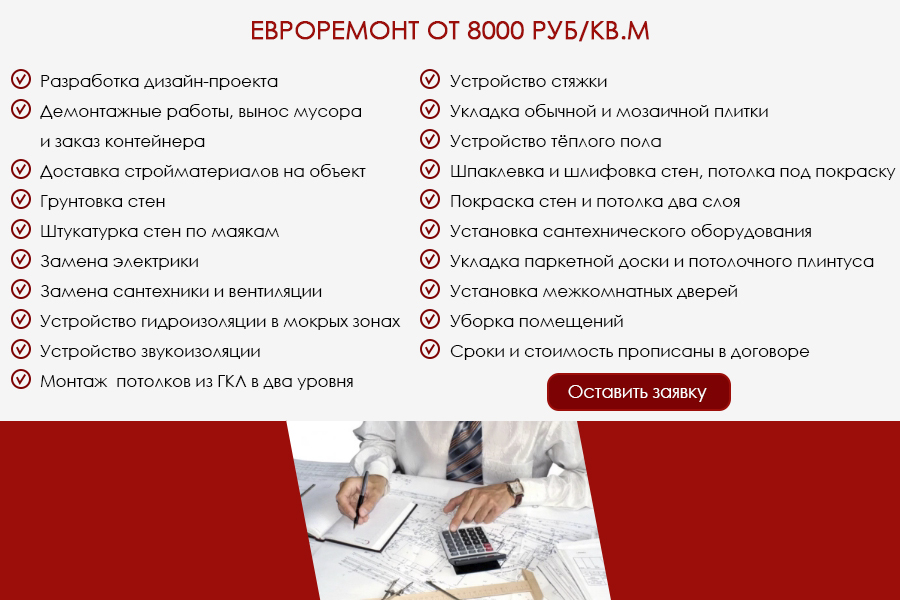 ЕВРОРЕМОНТ ОТ 8000 РУБ/КВ.М
Разработка дизайн-проекта
Демонтажные работы, вынос мусора
и заказ контейнера
Доставка стройматериалов на объект
Грунтовка стен
Штукатурка стен по маякам
Замена электрики
Замена сантехники и вентиляции
Устройство гидроизоляции в мокрых зонах
Устройство звукоизоляции
Монтаж потолков из ГКЛ в два уровня
Устройство стяжки
Укладка обычной и мозаичной плитки
Устройство тёплого пола
Шпаклевка и шлифовка стен, потолка под покраску
Покраска стен и потолка два слоя
Установка сантехнического оборудования
Укладка паркетной доски и потолочного плинтуса
Установка межкомнатных дверей
Уборка помещений
Сроки и стоимость прописаны в договоре
Оставить заявку